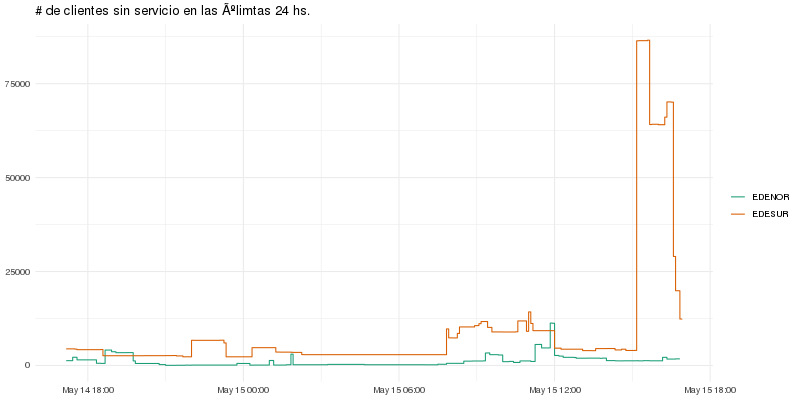 # de clientes sin servicio en las Ãºlimtas 24 hs.
75000
50000
25000
0
May 14 18:00
May 15 00:00
May 15 06:00
May 15 12:00
May 15 18:00
EDENOR
EDESUR